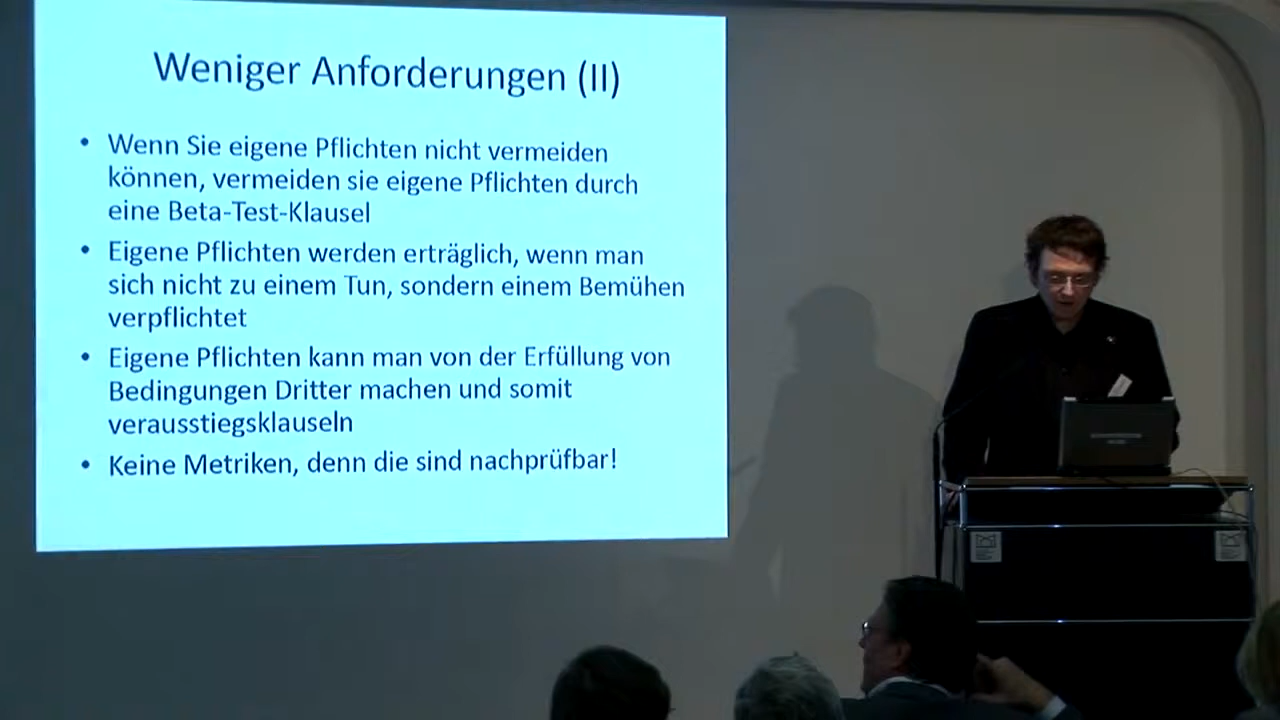 Weniger Anforderungen (II)
• Wenn Sie eigene Pflichten nicht vermeiden
können, vermeiden sie eigene Pflichten durch
eine Beta-Test-Klausel
• Eigene Pflichten werden erträglich, wenn man
sich nicht zu einem Tun, sondern einem Bemühen
verpflichtet
• Eigene Pflichten kann man von der Erfüllung von
Bedingungen Dritter machen und somit
verausstiegsklauseln
• Keine Metriken, denn die sind nachprüfbar!